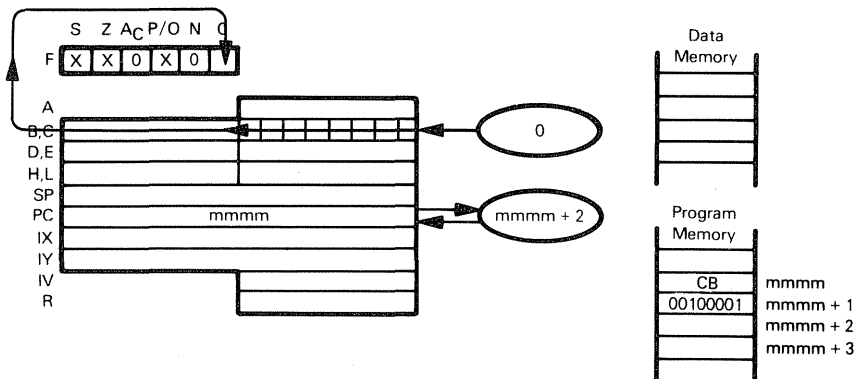 S Z AC P/O N C
F X X 0 X 0
A
B,C
0
D,E
H,L
SP
PC mmmm
mmmm + 2
IX
IY
IV
R
Data
Memory
Program
Memory
CB mmmm
00100001 mmmm + 1
mmmm + 2
mmmm + 3